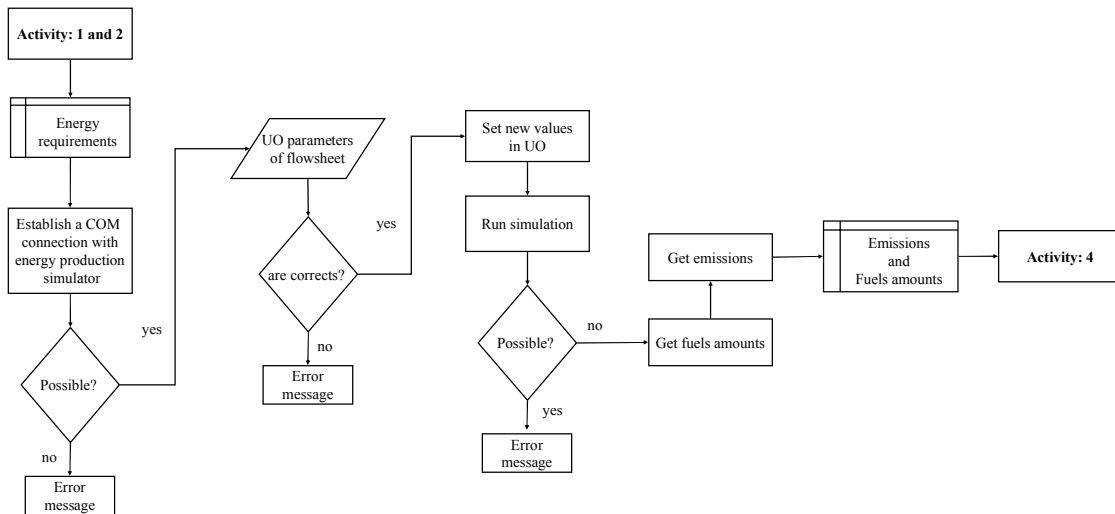 Activity: 1 and 2
Energy
requirements
Establish a COM
connection with
energy production
simulator
Possible?
yes
no
Error
message
UO parameters
of flowsheet
are corrects?
yes
no
Error
message
Set new values
in UO
Run simulation
Possible?
no
yes
Error
message
Get fuels amounts
Get emissions
Emissions
and
Fuels amounts
Activity: 4